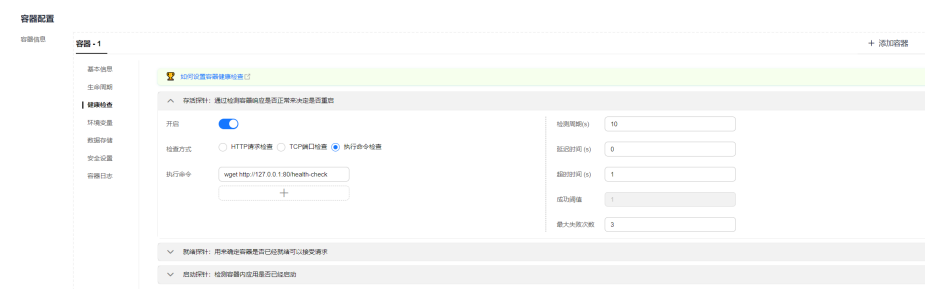 容器配置
容器信息
容器 - 1
+ 添加容器
基本信息
生命周期
健康检查
环境变量
数据存储
安全设置
容器日志
如何设置容器健康检查
存活探针：通过检测容器响应是否正常来决定是否重启
开启
检查方式 HTTP请求检查 TCP端口检查 执行命令检查
执行命令 wget http://127.0.0.1:80/health-check
+
检测周期(s) 10
延迟时间 (s) 0
超时时间 (s) 1
成功阈值 1
最大失败次数 3
就绪探针：用来确定容器是否已经就绪可以接受请求
启动探针：检测容器内应用是否已经启动